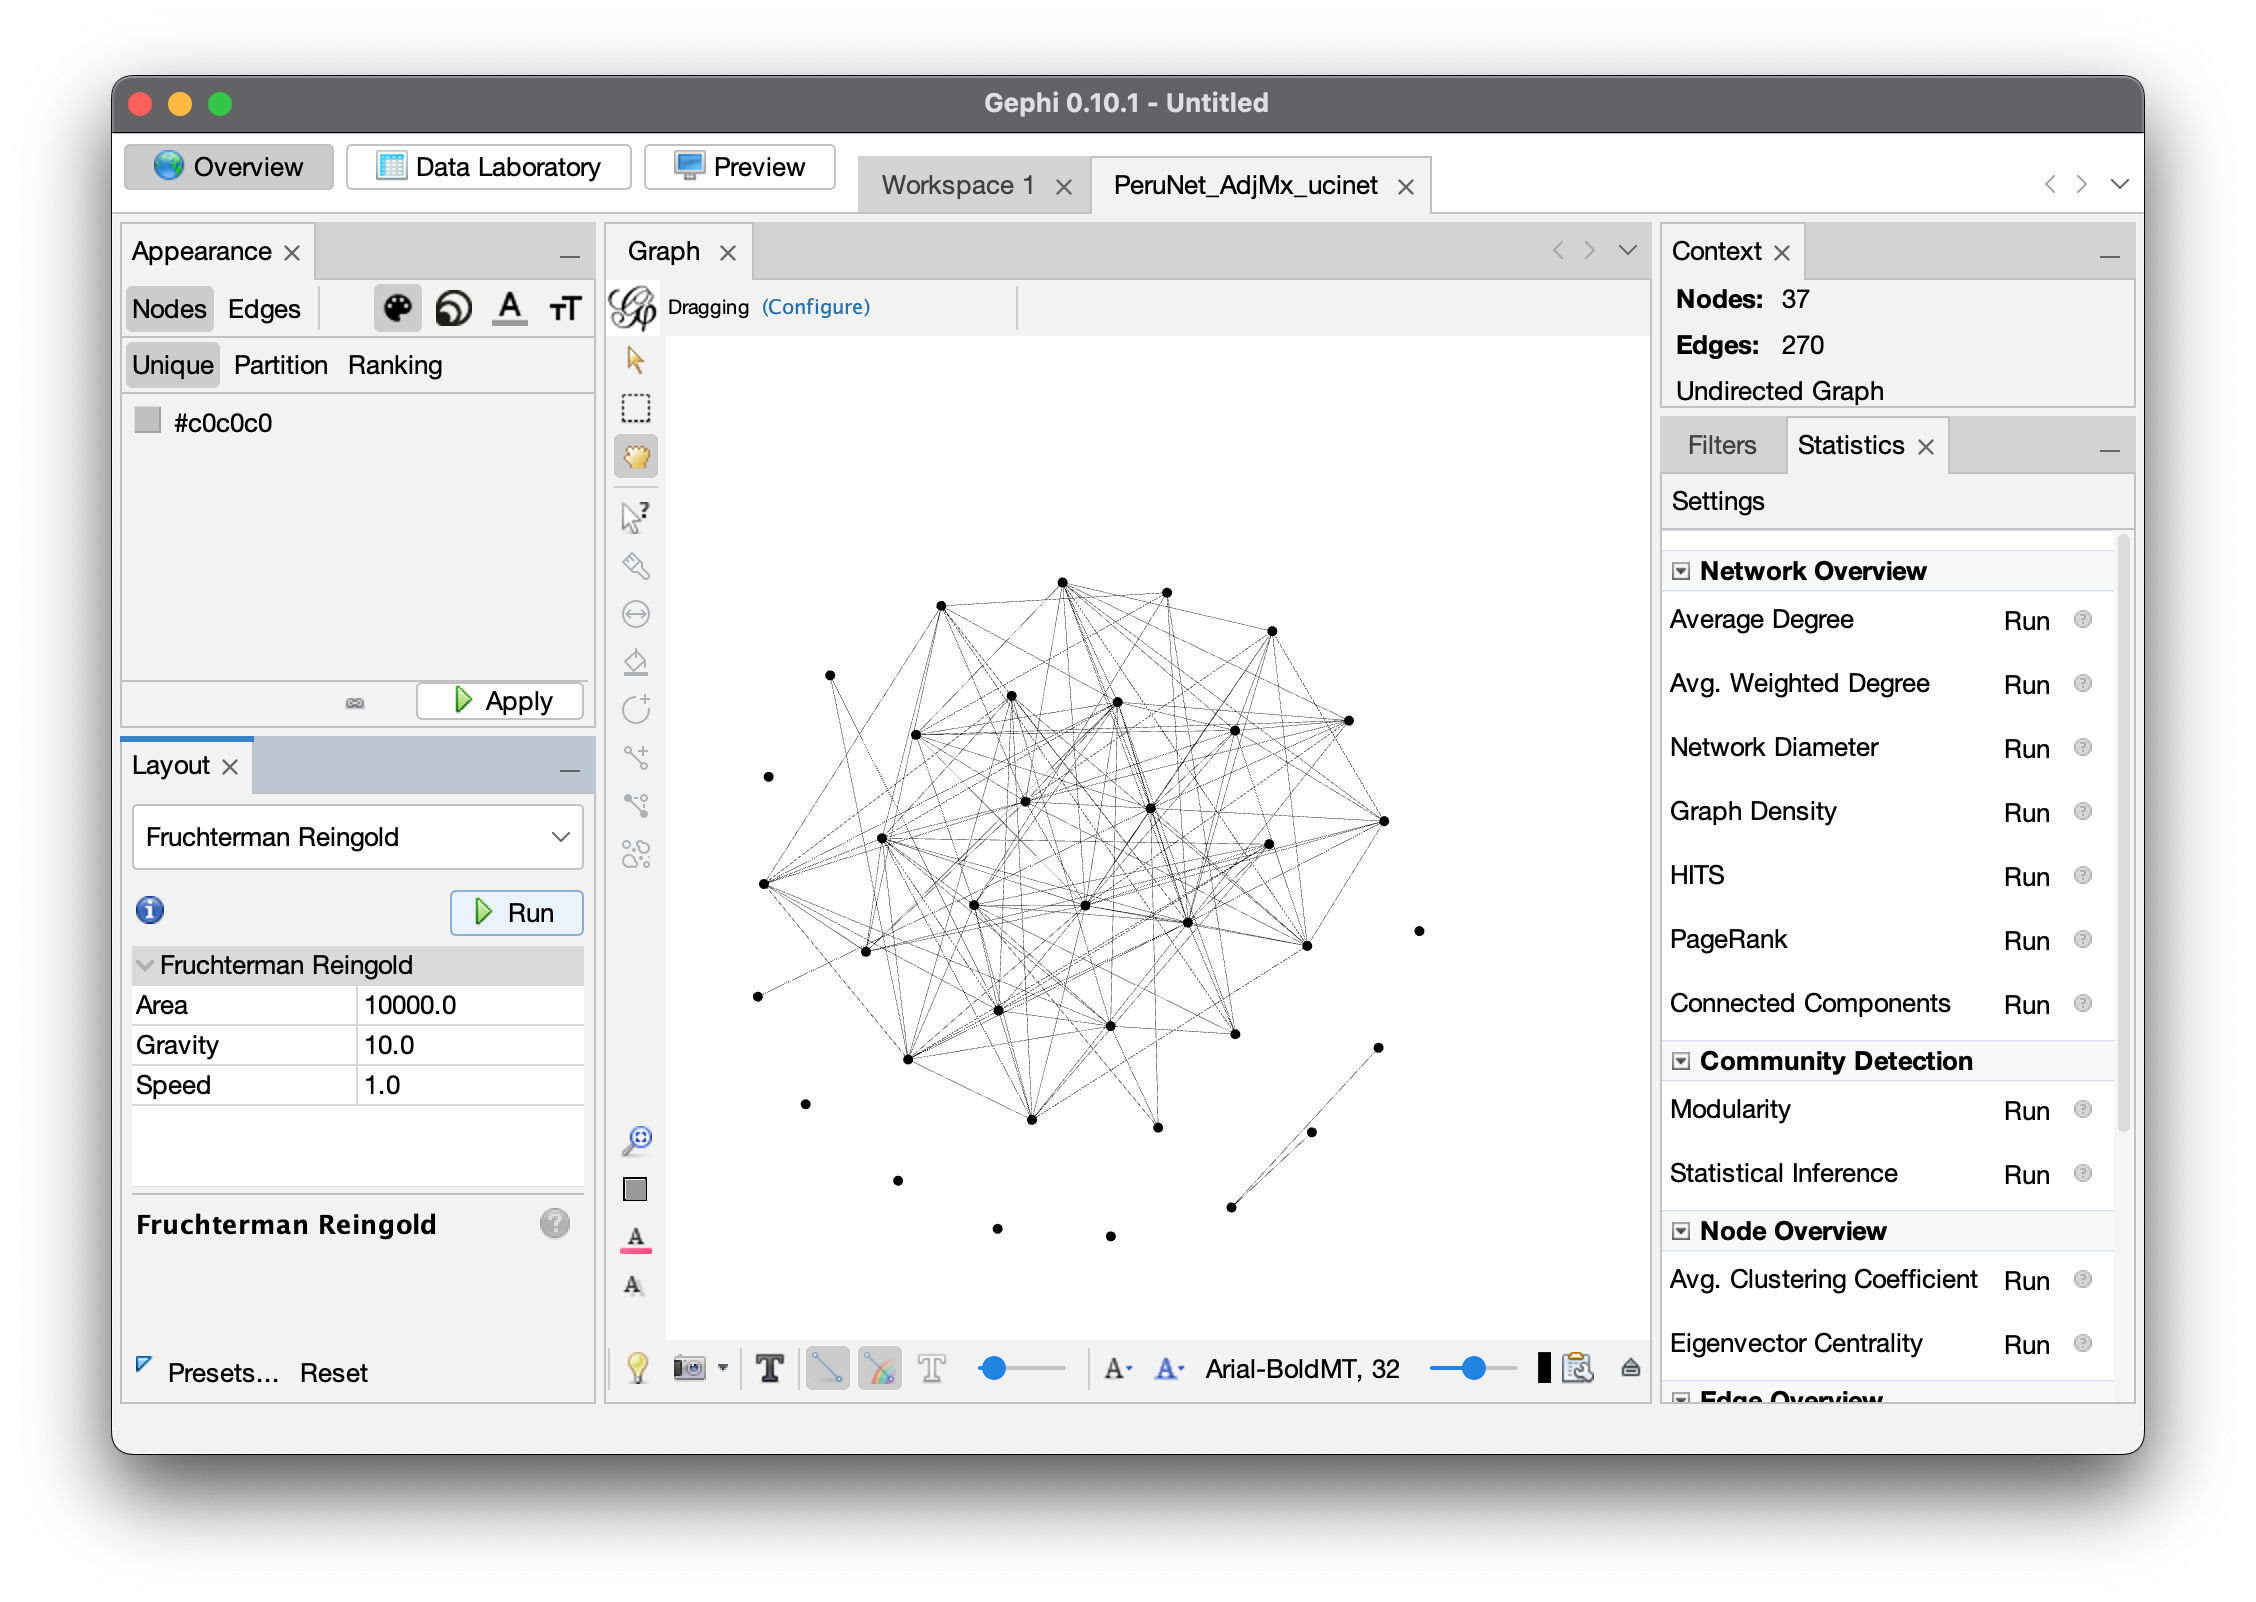 Gephi 0.10.1 - Untitled
Overview
Data Laboratory
Preview
Workspace 1
PeruNet_AdjMx_ucinet
Appearance
Nodes
Edges
Unique
Partition
Ranking
#c0c0c0
Apply
Layout
Fruchterman Reingold
Run
Fruchterman Reingold
Area 10000.0
Gravity 10.0
Speed 1.0
Fruchterman Reingold
Presets...
Reset
Graph
Dragging (Configure)
Arial-BoldMT, 32
Context
Nodes: 37
Edges: 270
Undirected Graph
Filters
Statistics
Settings
Network Overview
Average Degree Run
Avg. Weighted Degree Run
Network Diameter Run
Graph Density Run
HITS Run
PageRank Run
Connected Components Run
Community Detection
Modularity Run
Statistical Inference Run
Node Overview
Avg. Clustering Coefficient Run
Eigenvector Centrality Run
Edge Overview